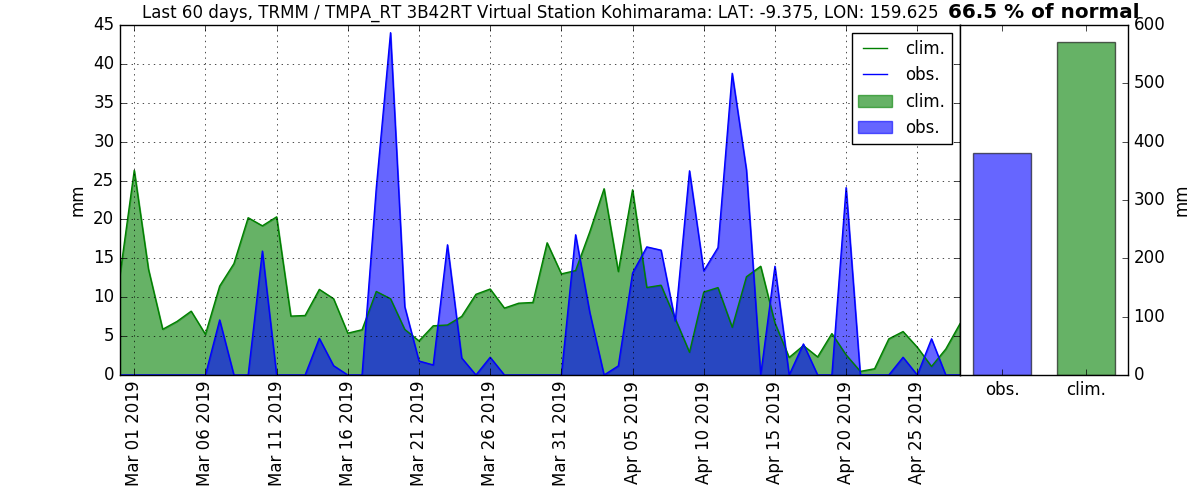 Last 60 days, TRMM / TMPA_RT 3B42RT Virtual Station Kohimarama: LAT: -9.375, LON: 159.625 66.5 % of normal
45
40
35
30
25
20
15
10
5
0
mm
clim.
obs.
clim.
obs.
Mar 01 2019
Mar 06 2019
Mar 11 2019
Mar 16 2019
Mar 21 2019
Mar 26 2019
Mar 31 2019
Apr 05 2019
Apr 10 2019
Apr 15 2019
Apr 20 2019
Apr 25 2019
600
500
400
300
200
100
0
mm
obs. clim.